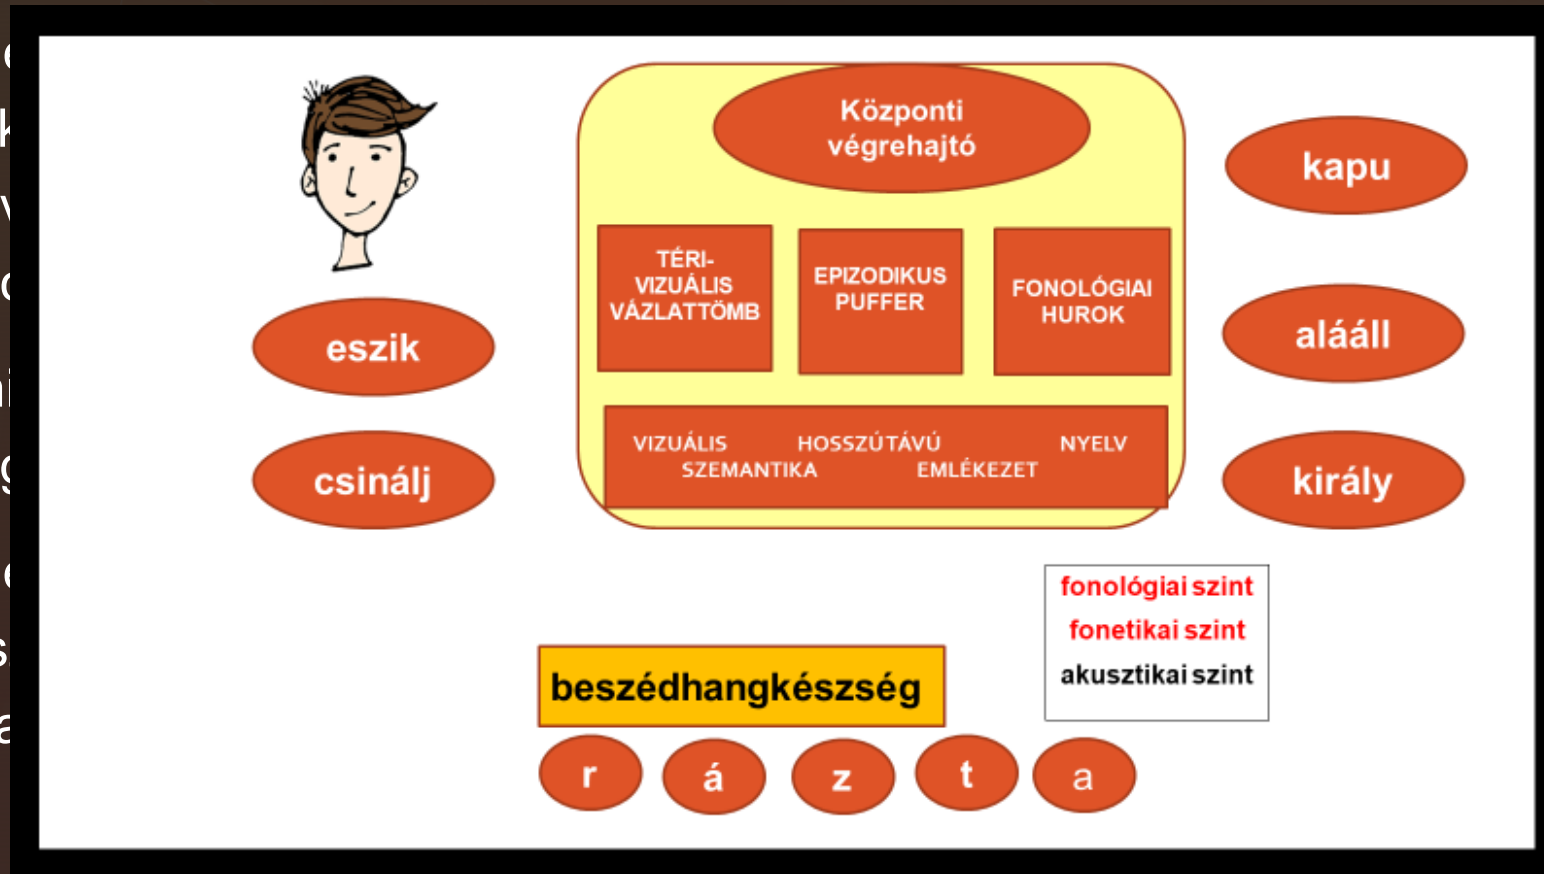 Központi
végrehajtó
TÉRI-
VIZUÁLIS
VÁZLATTÖMB
EPIZODIKUS
PUFFER
FONOLÓGIAI
HUROK
VIZUÁLIS HOSSZÚTÁVÚ NYELV
SZEMANTIKA EMLÉKEZET
eszik
csinálj
kapu
alááll
király
fonológiai szint
fonetikai szint
akusztikai szint
beszédhangkészség
r á z t a